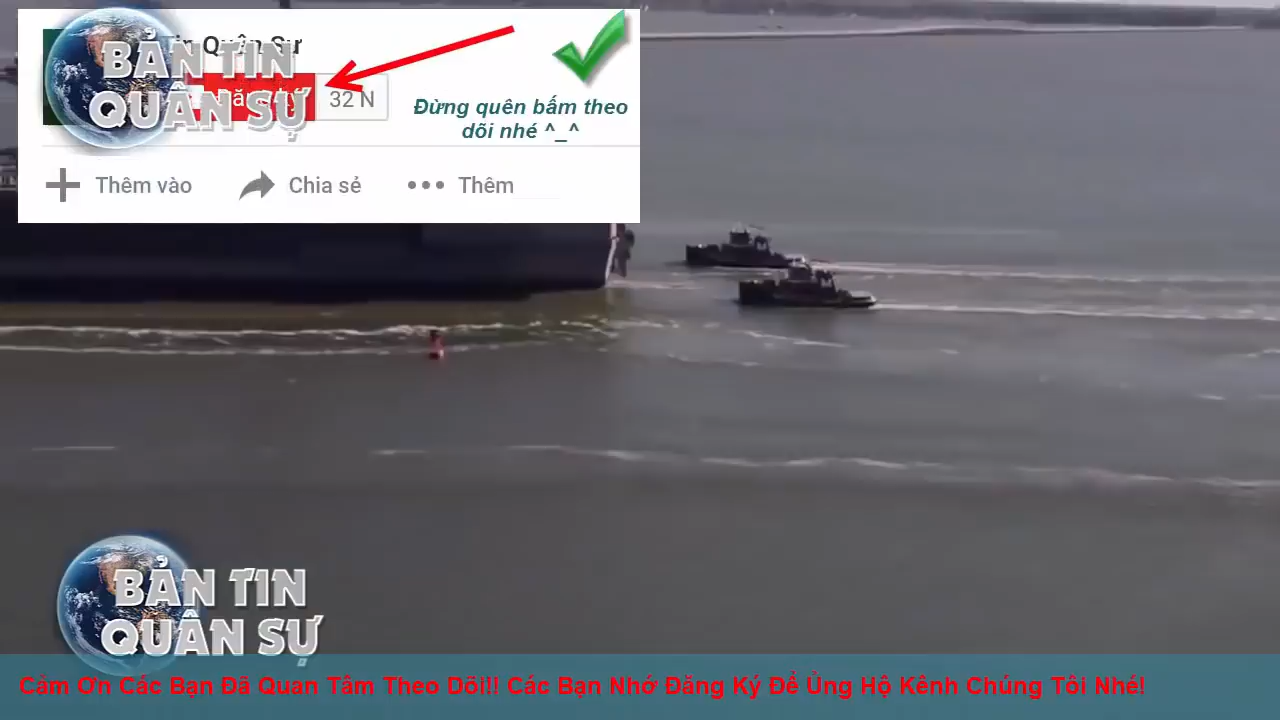 Quân Sự
BẢN TIN
QUÂN SỰ
32 N
Đừng quên bấm theo
dõi nhé ^_^
Thêm vào
Chia sẻ
Thêm
BẢN TIN
QUÂN SỰ
Cảm Ơn Các Bạn Đã Quan Tâm Theo Dõi!! Các Bạn Nhớ Đăng Ký Để Ủng Hộ Kênh Chúng Tôi Nhé!